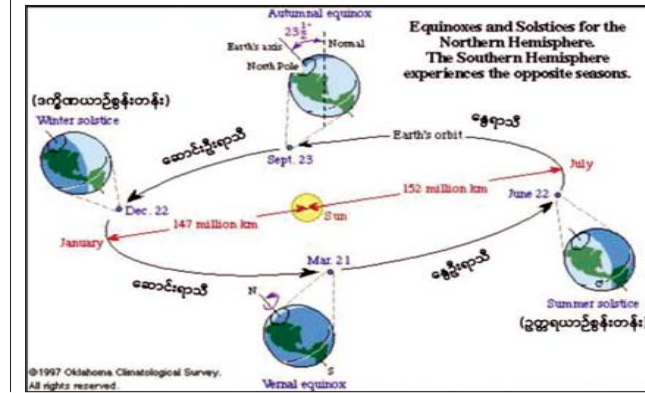 Autumnal equinox
23 ½°
Earth's axis
Normal
North Pole
Equinoxes and Solstices for the
Northern Hemisphere.
The Southern Hemisphere
experiences the opposite seasons.
(ဒက္ခိဏယာဉ်စွန်းတန်း)
Winter solstice
ဆောင်းဦးရာသီ
Sept. 23
နွေရာသီ
Earth's orbit
July
152 million km
June 22
Dec. 22
147 million km
Sun
January
Mar. 21
ဆောင်းရာသီ
နွေဦးရာသီ
N
S
Summer solstice
(ဥတ္တရယာဉ်စွန်းတန်း)
Vernal equinox
©1997 Oklahoma Climatological Survey.
All rights reserved.